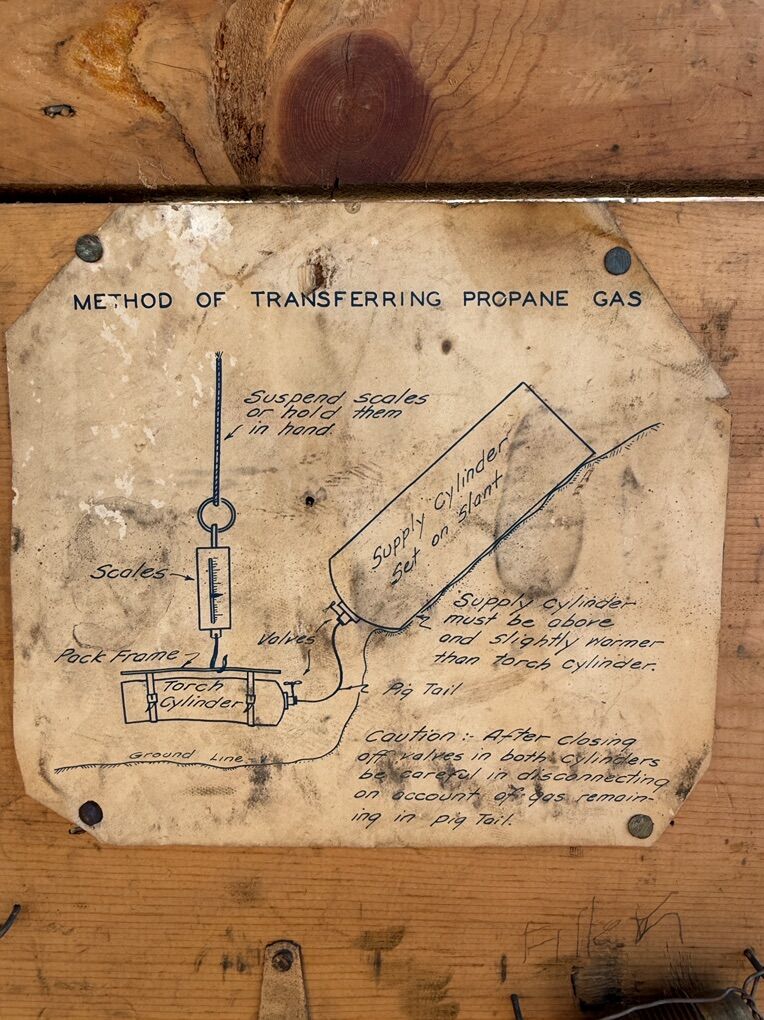 METHOD OF TRANSFERRING PROPANE GAS
Suspend scales
or hold them
in hand.
Supply Cylinder
Set on Slant
Scales
Supply Cylinder
must be above
and slightly warmer
than torch cylinder.
Valves
Pack Frame
Torch
Cylinder
Pig Tail
Ground Line
Caution:- After closing
off valves in both cylinders
be careful in disconnecting
on account of gas remain-
ing in pig Tail.